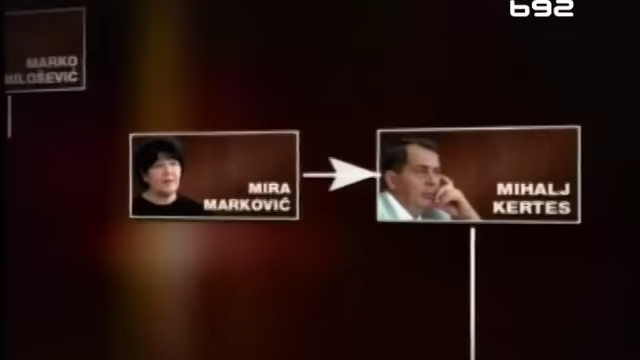 B92
MARKO
MILOŠEVIĆ
MIRA
MARKOVIĆ
MIHALJ
KERTES